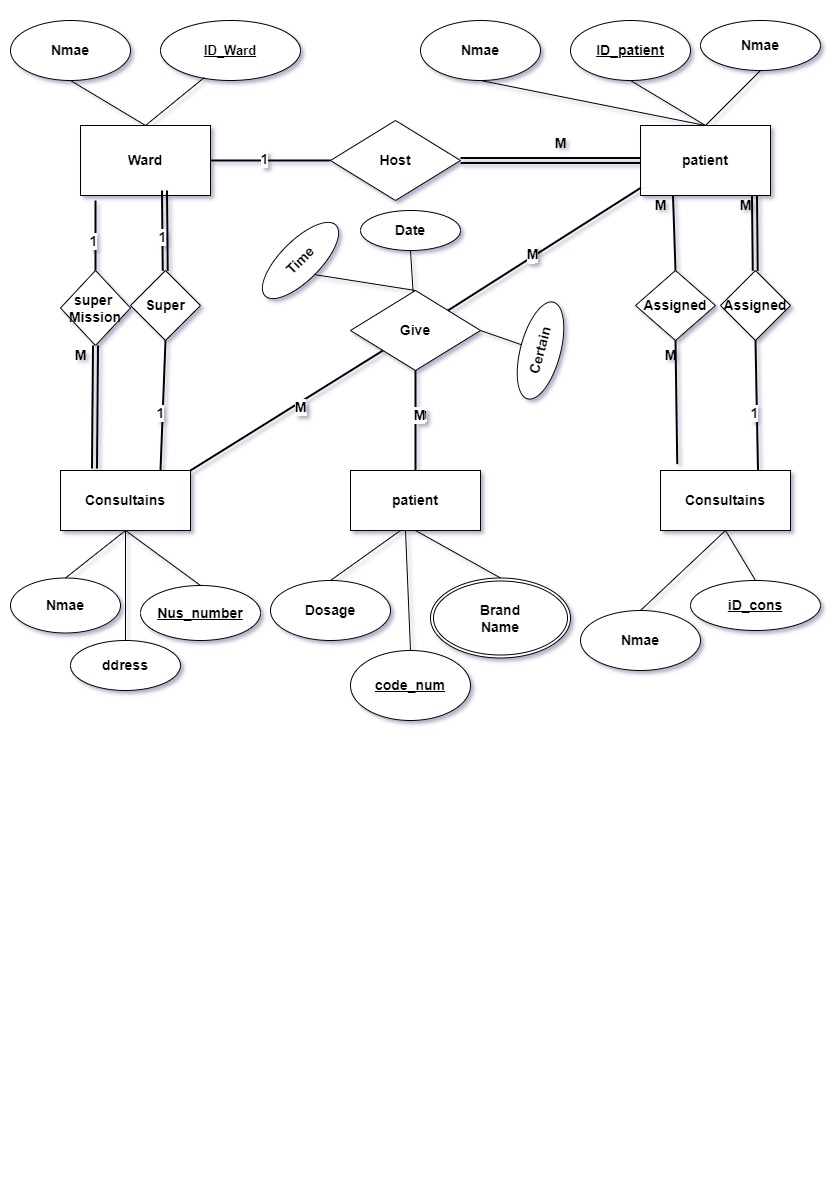 Nmae
ID_Ward
Nmae
ID_patient
Nmae
Ward
1
Host
M
patient
M
M
Date
Time
1
1
M
super
Mission
Super
Give
Certain
Assigned
Assigned
M
M
M
M
1
1
Consultains
patient
Consultains
Nmae
Nus_number
ddress
Dosage
Brand
Name
code_num
iD_cons
Nmae